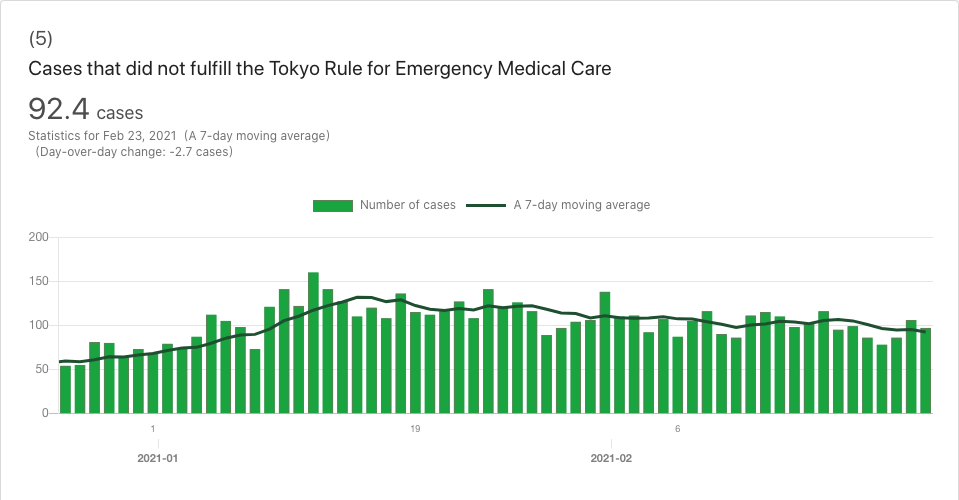 (5)
Cases that did not fulfill the Tokyo Rule for Emergency Medical Care
92.4 cases
Statistics for Feb 23, 2021 (A 7-day moving average)
(Day-over-day change: -2.7 cases)
Number of cases A 7-day moving average
200
150
100
50
0
1 19 6
2021-01 2021-02